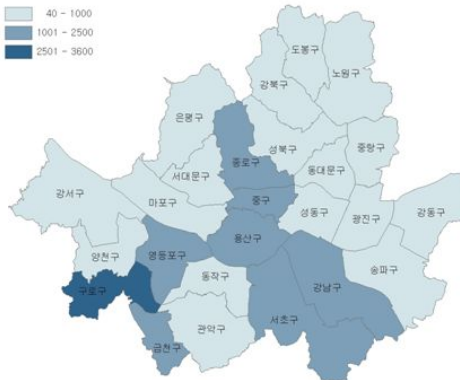 40 - 1000
1001 - 2500
2501 - 3600
도봉구
노원구
강북구
은평구
성북구
중랑구
종로구
서대문구
동대문구
강서구
마포구
중구
성동구
광진구
강동구
용산구
양천구
영등포구
동작구
송파구
구로구
강남구
서초구
관악구
금천구